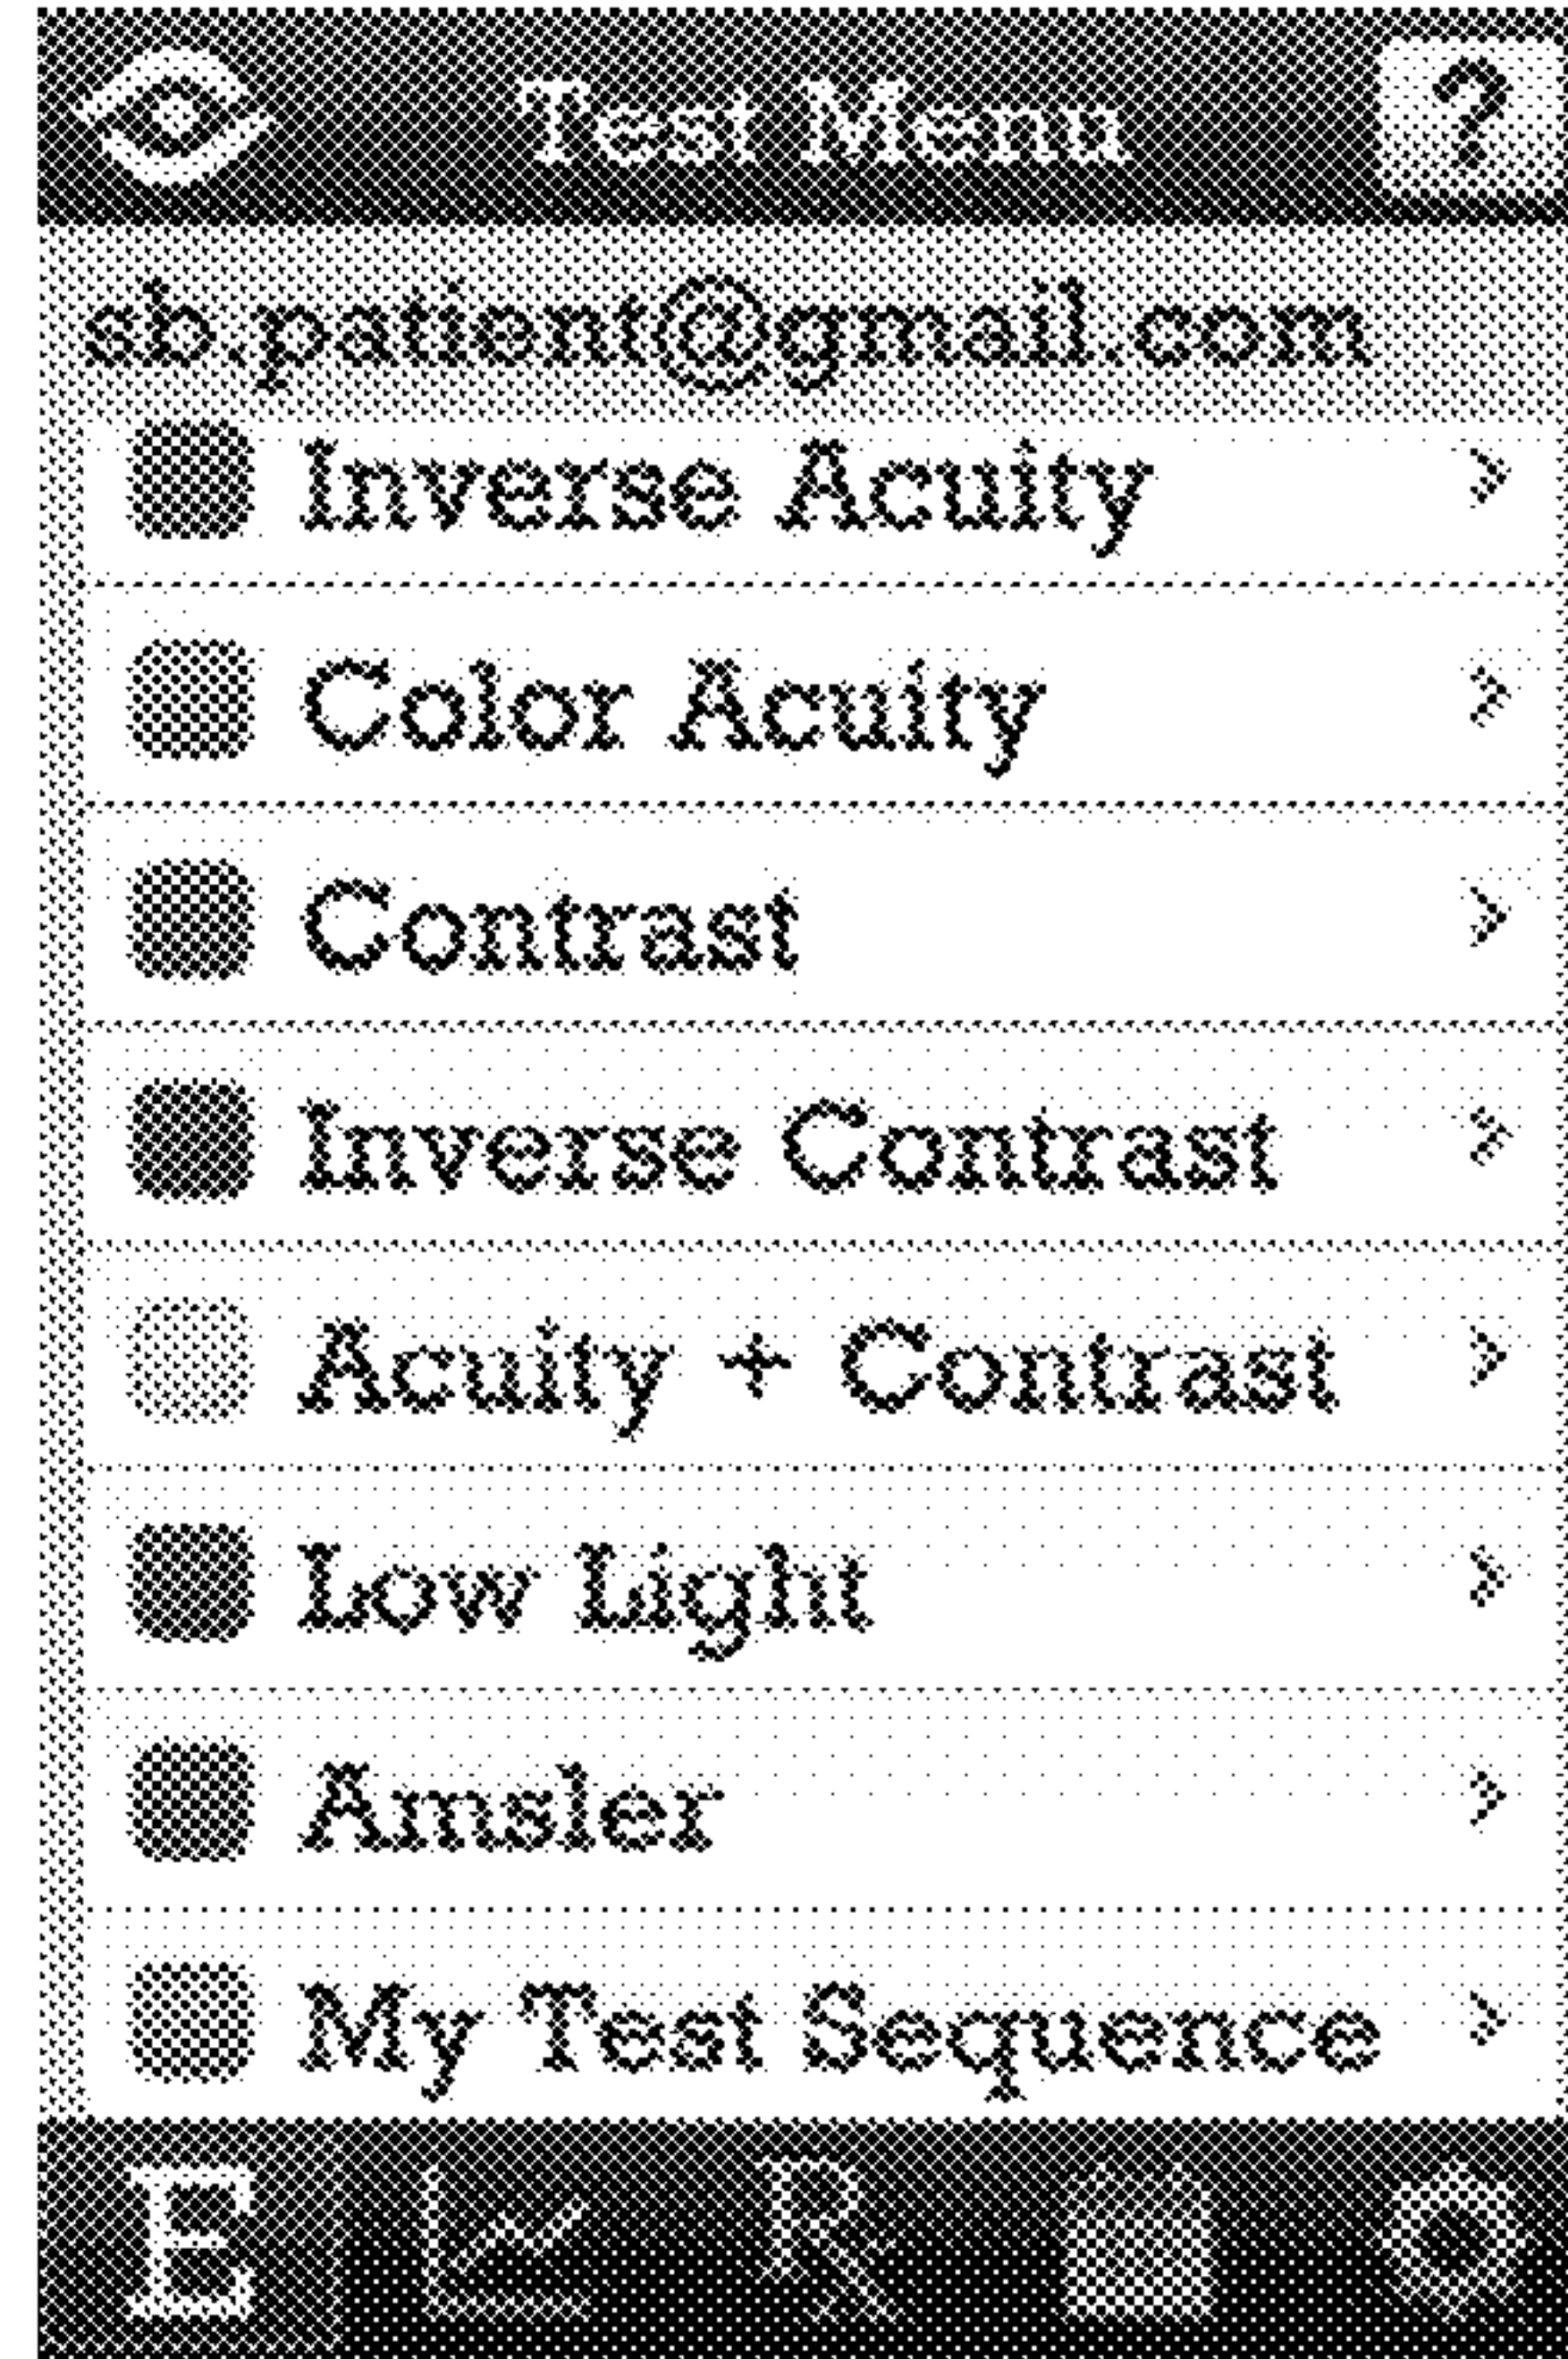 Test Menu ?
sb.patient@gmail.com
Inverse Acuity >
Color Acuity >
Contrast >
Inverse Contrast >
Acuity + Contrast >
Low Light >
Amsler >
My Test Sequence >
E R